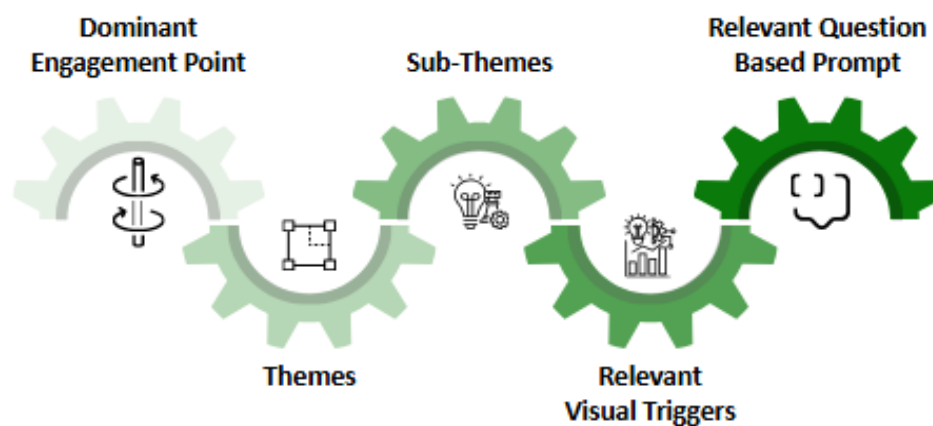 Dominant
Engagement Point
Sub-Themes
Relevant Question
Based Prompt
Themes
Relevant
Visual Triggers